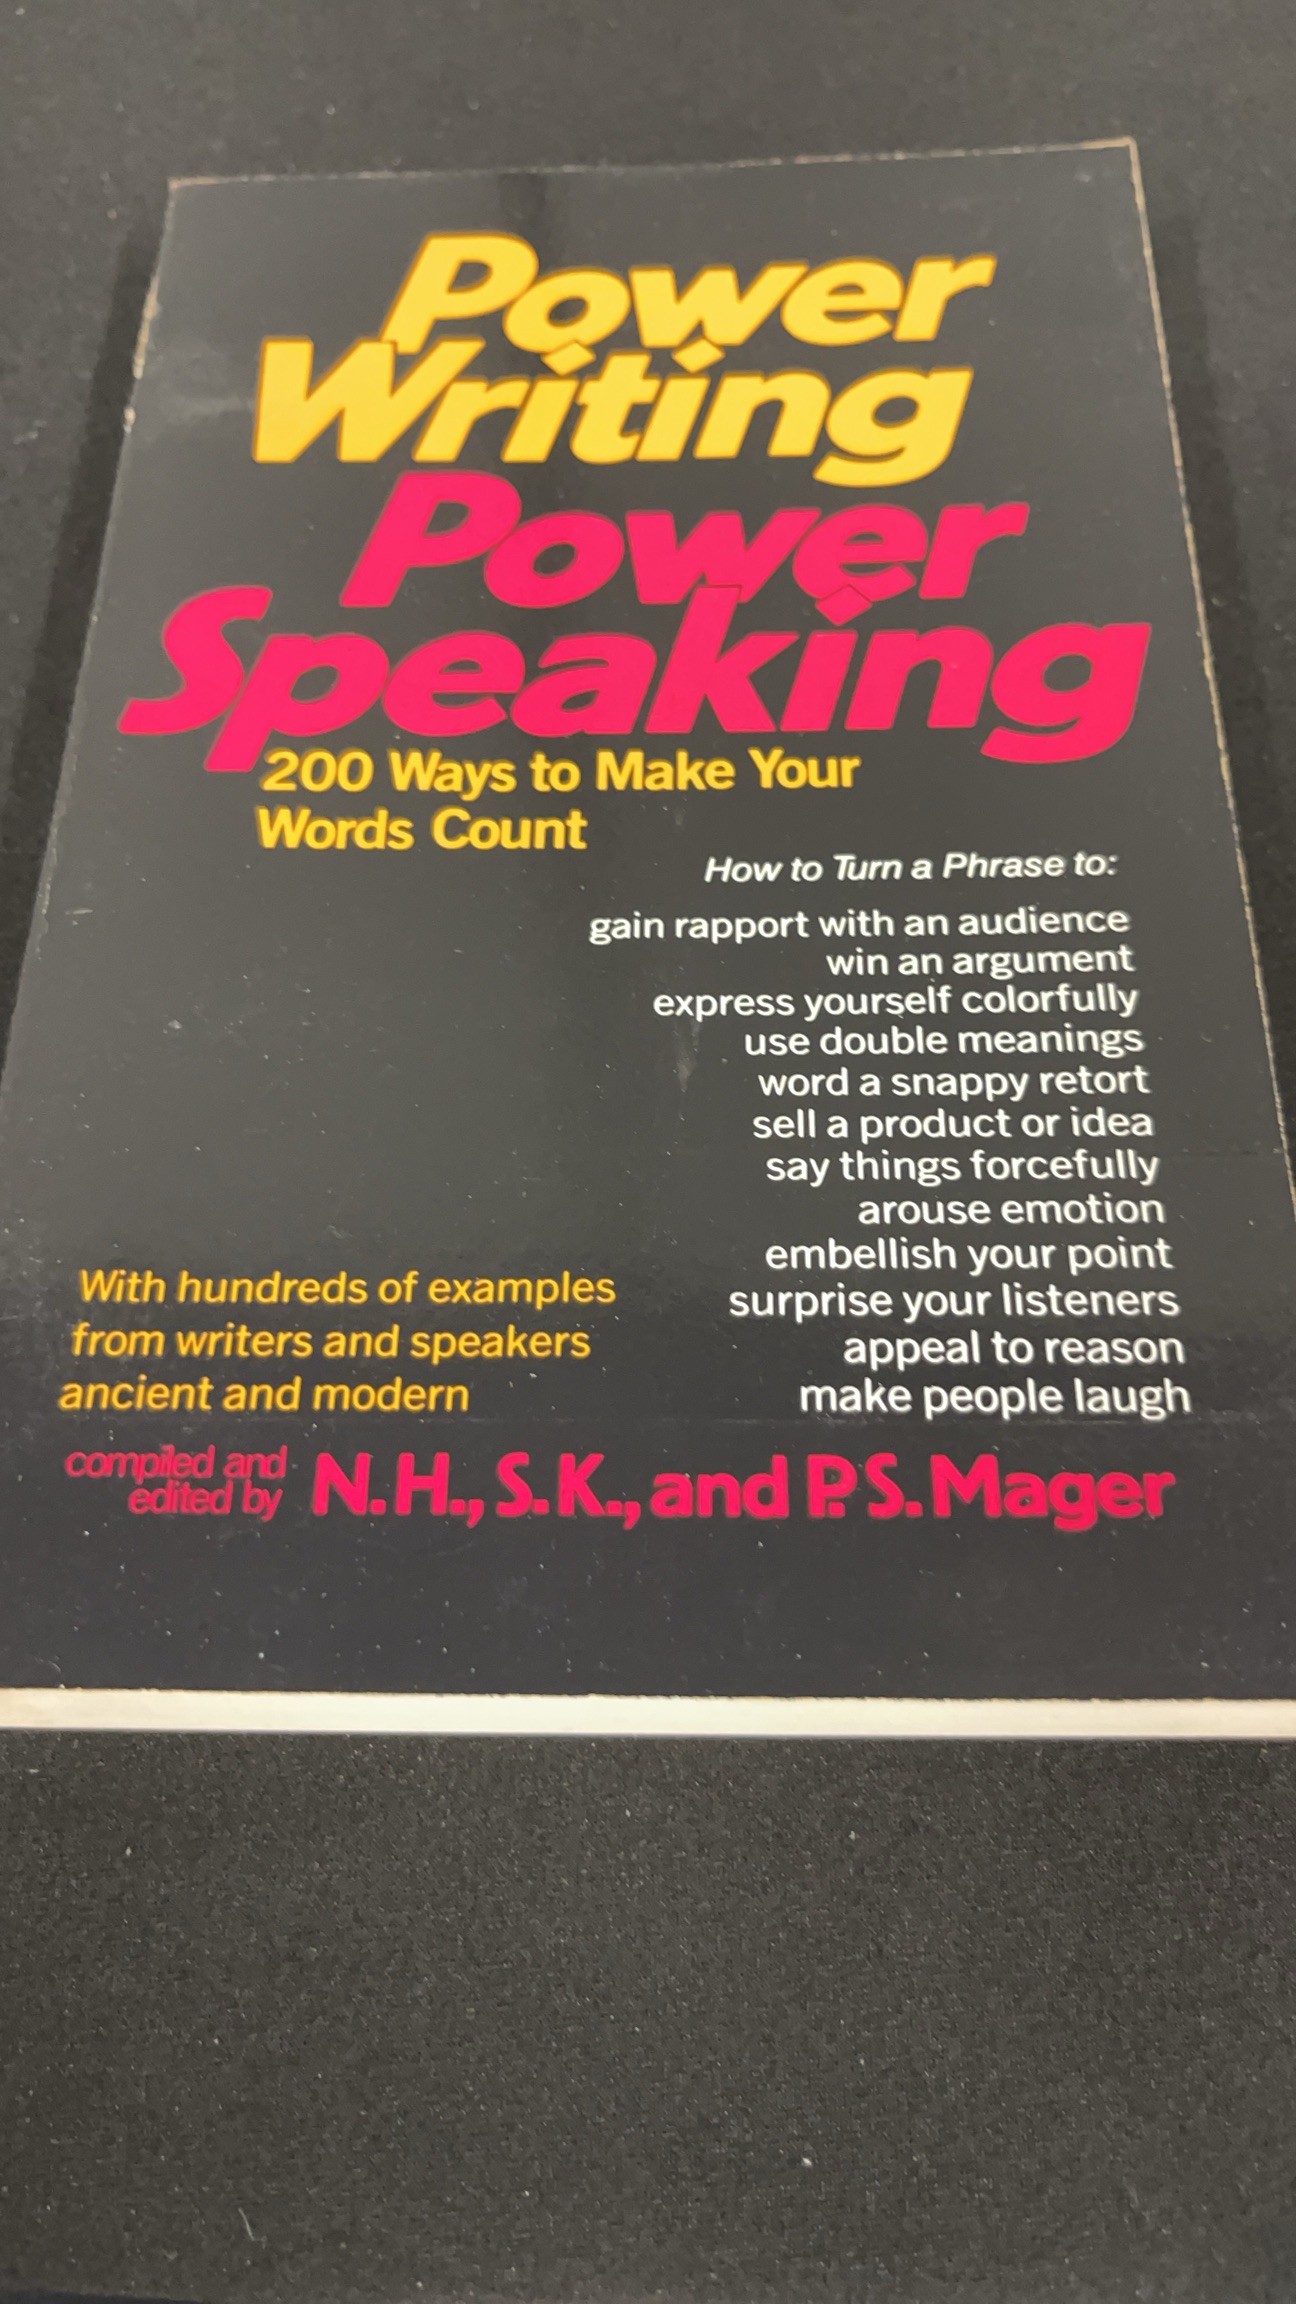 Power
Writing
Power
Speaking
200 Ways to Make Your
Words Count
How to Turn a Phrase to:
gain rapport with an audience
win an argument
express yourself colorfully
use double meanings
word a snappy retort
sell a product or idea
say things forcefully
arouse emotion
embellish your point
surprise your listeners
appeal to reason
make people laugh
With hundreds of examples
from writers and speakers
ancient and modern
compiled and
edited by
N.H., S.K., and P.S. Mager